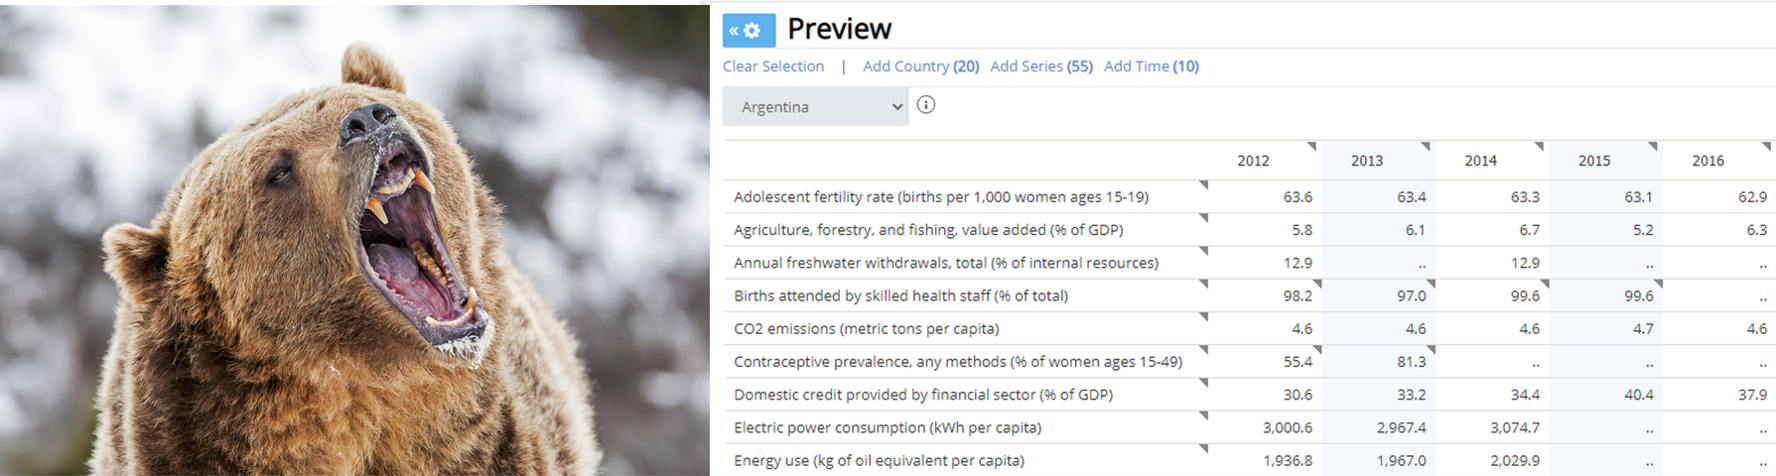 « Preview
Clear Selection | Add Country (20) Add Series (55) Add Time (10)
Argentina i
2012 2013 2014 2015 2016
Adolescent fertility rate (births per 1,000 women ages 15-19) 63.6 63.4 63.3 63.1 62.9
Agriculture, forestry, and fishing, value added (% of GDP) 5.8 6.1 6.7 5.2 6.3
Annual freshwater withdrawals, total (% of internal resources) 12.9 .. 12.9 .. ..
Births attended by skilled health staff (% of total) 98.2 97.0 99.6 99.6 ..
CO2 emissions (metric tons per capita) 4.6 4.6 4.6 4.7 4.6
Contraceptive prevalence, any methods (% of women ages 15-49) 55.4 81.3 .. .. ..
Domestic credit provided by financial sector (% of GDP) 30.6 33.2 34.4 40.4 37.9
Electric power consumption (kWh per capita) 3,000.6 2,967.4 3,074.7 .. ..
Energy use (kg of oil equivalent per capita) 1,936.8 1,967.0 2,029.9 .. ..